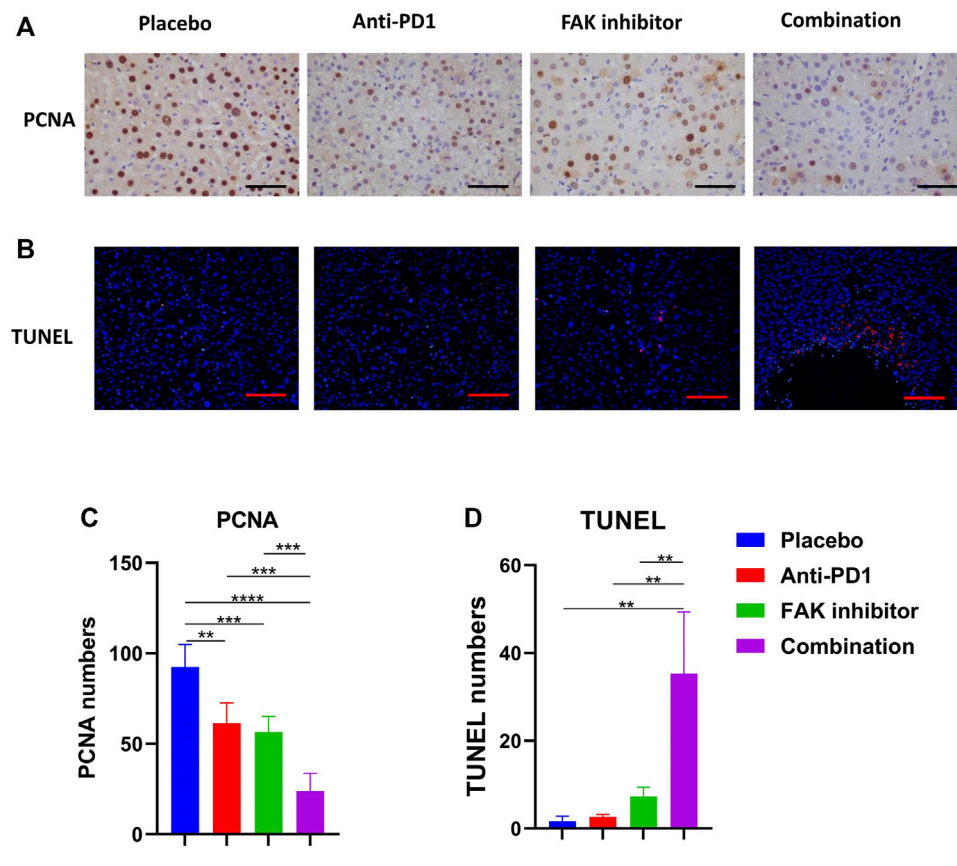 A
Placebo
Anti-PD1
FAK inhibitor
Combination
PCNA
B
TUNEL
C
PCNA
PCNA numbers
150
100
50
0
***
***
****
***
**
D
TUNEL
TUNEL numbers
60
40
20
0
**
**
**
Placebo
Anti-PD1
FAK inhibitor
Combination